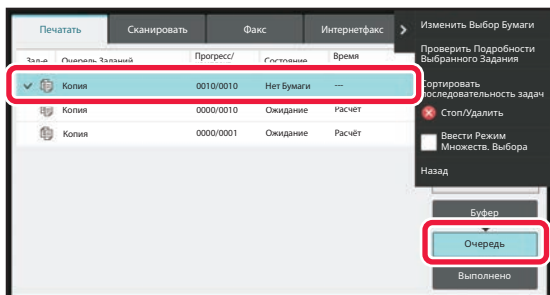 Печатать Сканировать Факс Интернетфакс
Зад-е Очередь Заданий Прогресс/ Состояние Время
Копия 0010/0010 Нет Бумаги ---
Копия 0000/0010 Ожидание Расчёт
Копия 0000/0001 Ожидание Расчёт
Изменить Выбор Бумаги
Проверить Подробности
Выбранного Задания
Сортировать
последовательность задач
Стоп/Удалить
Ввести Режим
Множеств. Выбора
Назад
Буфер
Очередь
Выполнено